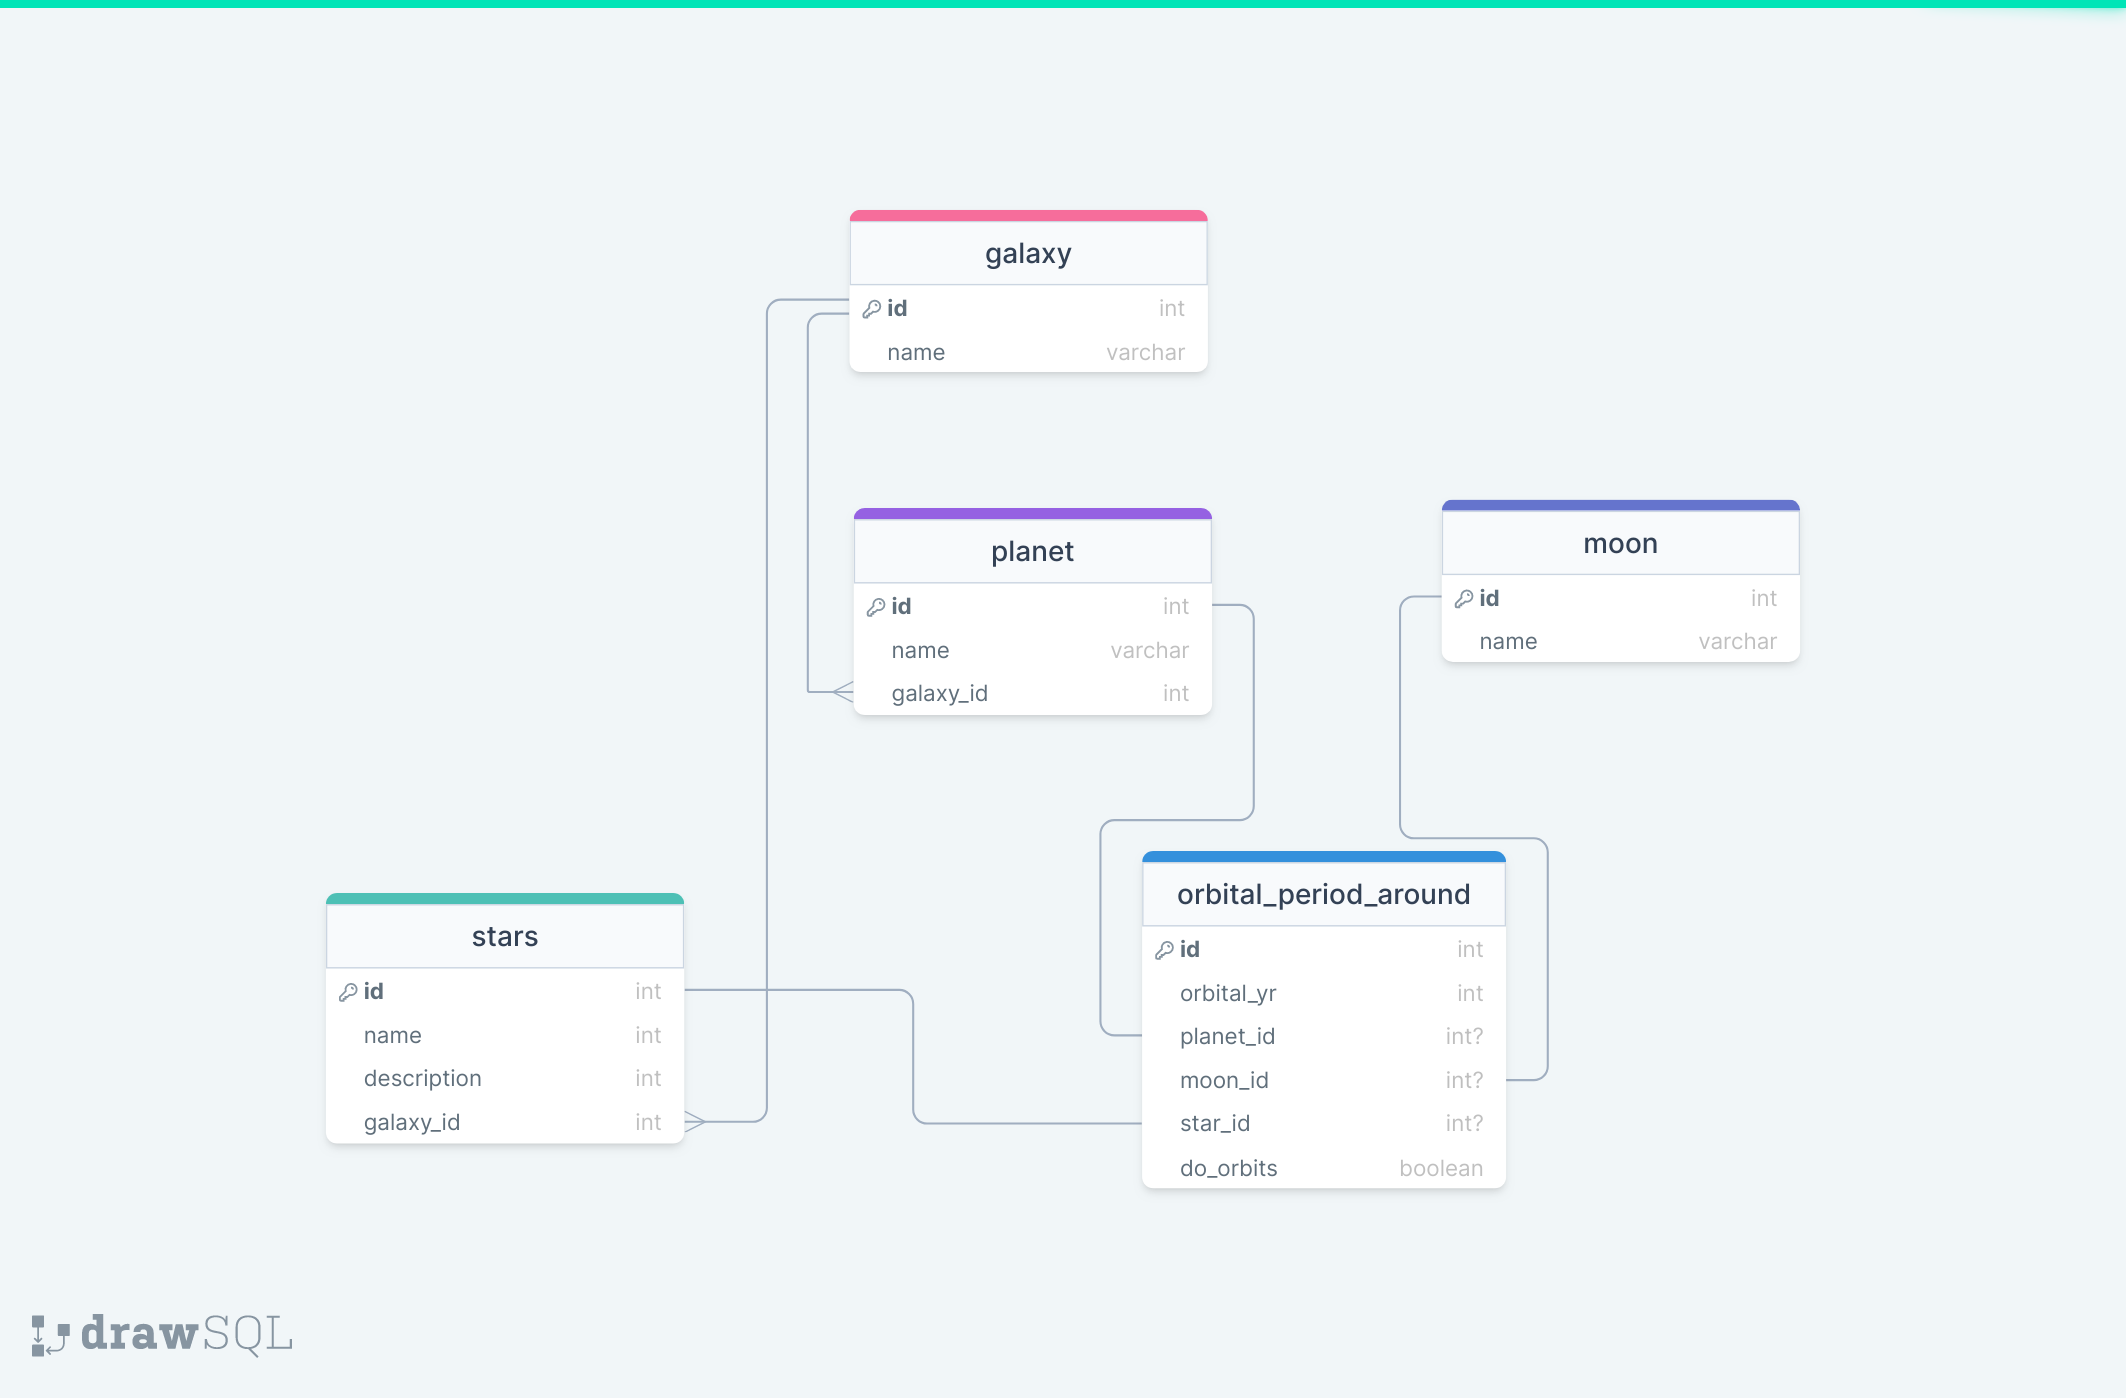 galaxy
id int
name varchar
planet
id int
name varchar
galaxy_id int
moon
id int
name varchar
stars
id int
name int
description int
galaxy_id int
orbital_period_around
id int
orbital_yr int
planet_id int?
moon_id int?
star_id int?
do_orbits boolean
drawSQL